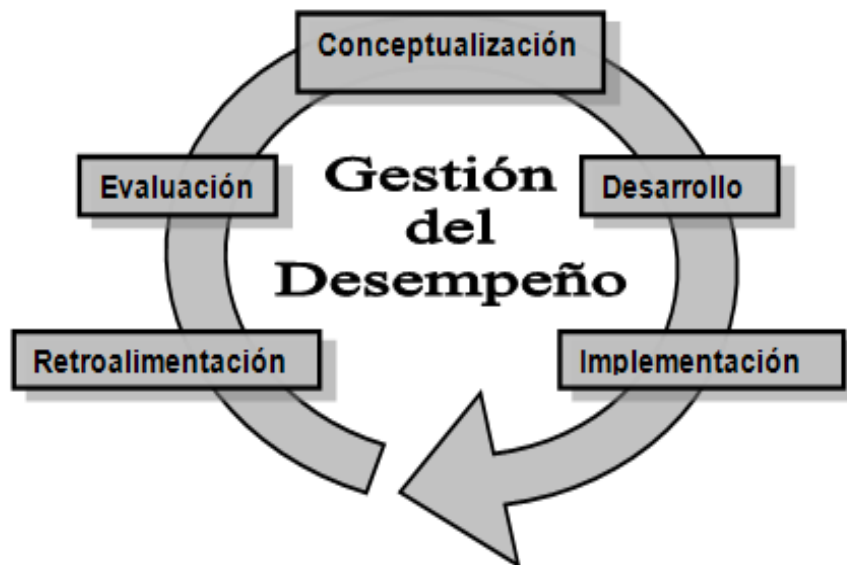 Conceptualización
Evaluación
Gestión
del
Desempeño
Desarrollo
Retroalimentación
Implementación